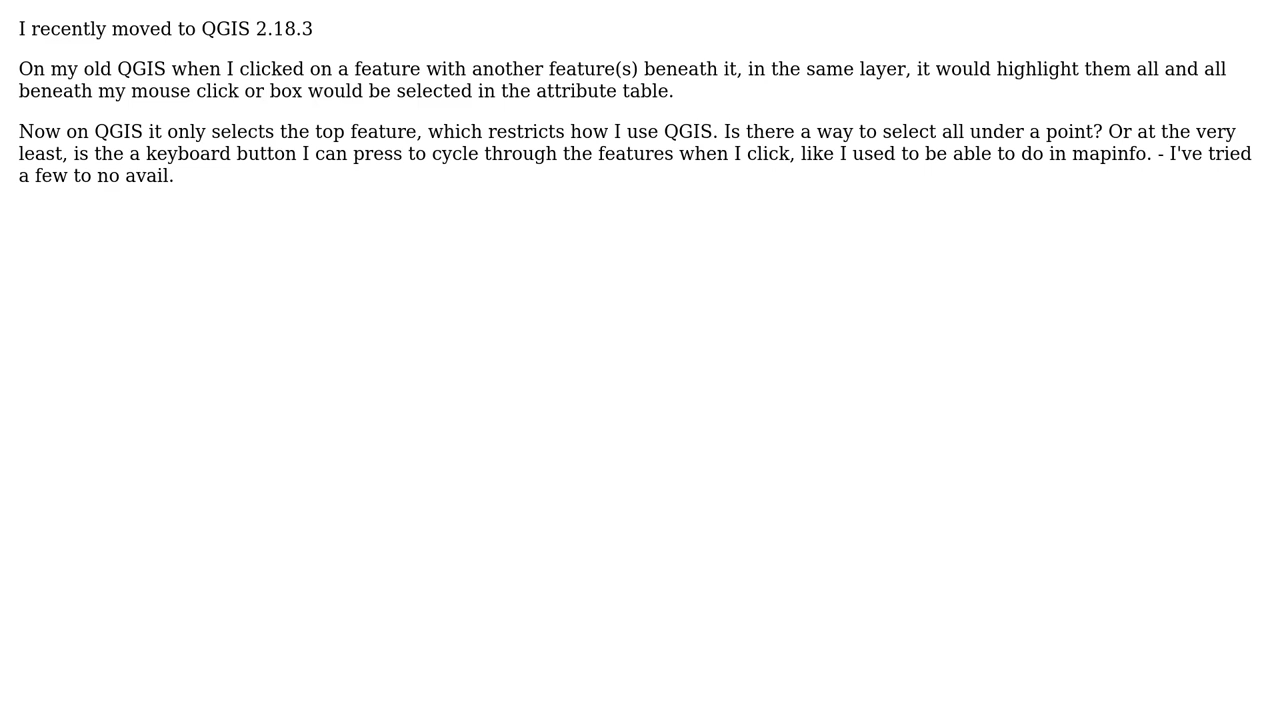 I recently moved to QGIS 2.18.3
On my old QGIS when I clicked on a feature with another feature(s) beneath it, in the same layer, it would highlight them all and all
beneath my mouse click or box would be selected in the attribute table.
Now on QGIS it only selects the top feature, which restricts how I use QGIS. Is there a way to select all under a point? Or at the very
least, is the a keyboard button I can press to cycle through the features when I click, like I used to be able to do in mapinfo. - I've tried
a few to no avail.